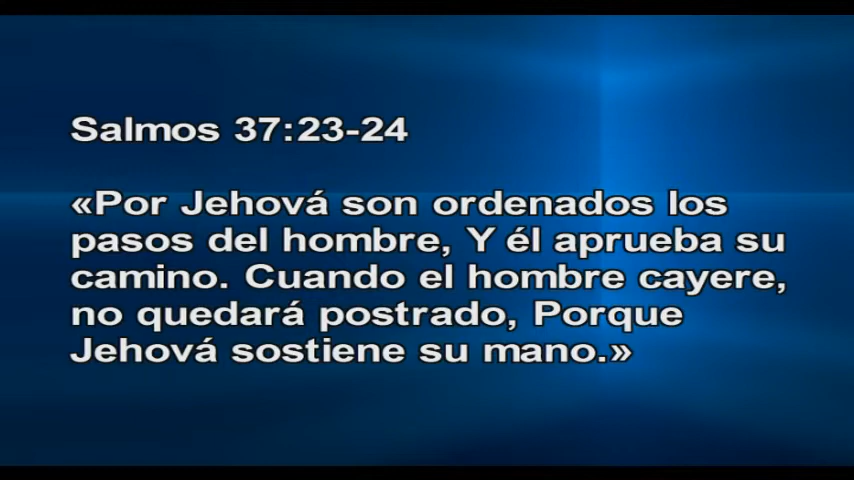 Salmos 37:23-24
«Por Jehová son ordenados los
pasos del hombre, Y él aprueba su
camino. Cuando el hombre cayere,
no quedará postrado, Porque
Jehová sostiene su mano.»